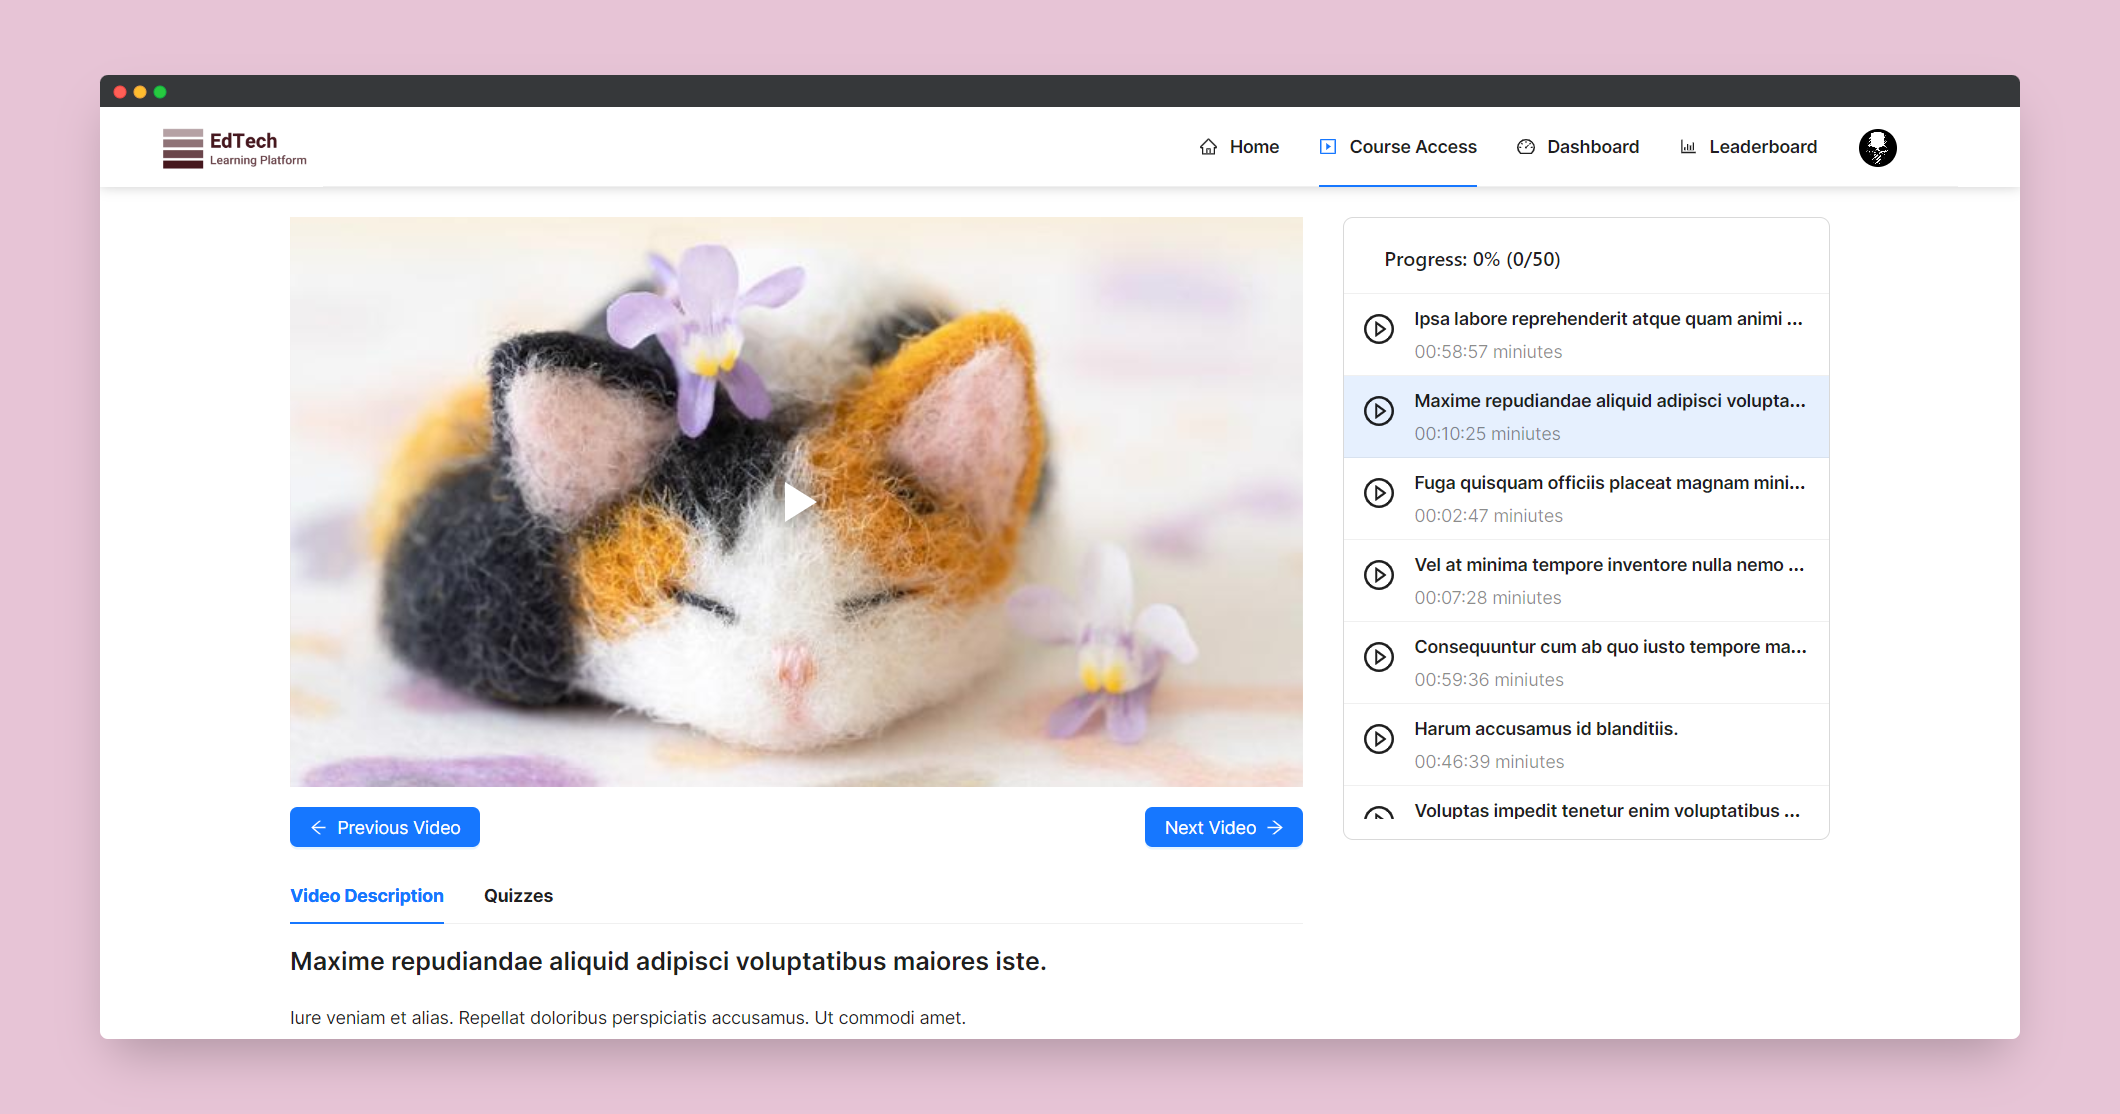 EdTech
Learning Platform
Home
Course Access
Dashboard
Leaderboard
Progress: 0% (0/50)
Ipsa labore reprehenderit atque quam animi ...
00:58:57 miniutes
Maxime repudiandae aliquid adipisci volupta...
00:10:25 miniutes
Fuga quisquam officiis placeat magnam mini...
00:02:47 miniutes
Vel at minima tempore inventore nulla nemo ...
00:07:28 miniutes
Consequuntur cum ab quo iusto tempore ma...
00:59:36 miniutes
Harum accusamus id blanditiis.
00:46:39 miniutes
Voluptas impedit tenetur enim voluptatibus ...
Previous Video
Next Video
Video Description
Quizzes
Maxime repudiandae aliquid adipisci voluptatibus maiores iste.
Iure veniam et alias. Repellat doloribus perspiciatis accusamus. Ut commodi amet.